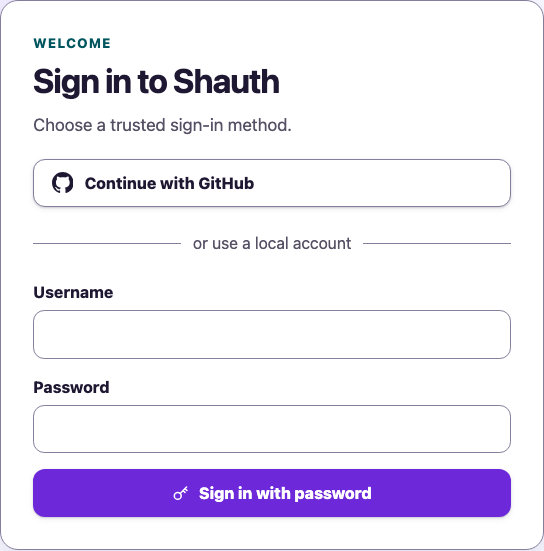 WELCOME
Sign in to Shauth
Choose a trusted sign-in method.
Continue with GitHub
or use a local account
Username
Password
Sign in with password